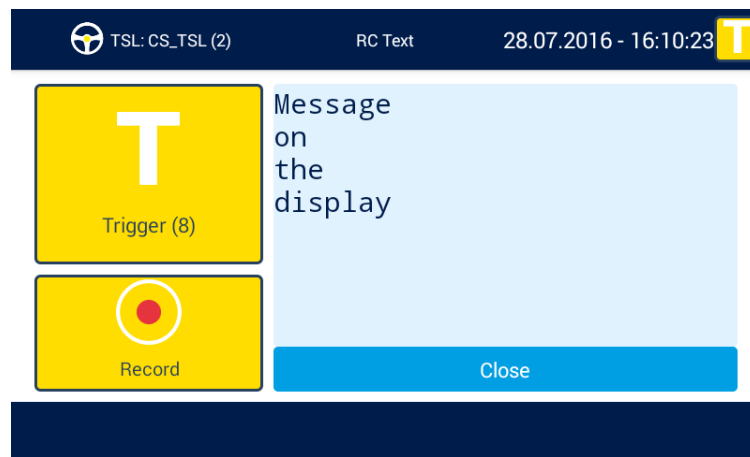 TSL: CS_TSL (2)
RC Text
28.07.2016 - 16:10:23
T
T
Trigger (8)
Record
Message
on
the
display
Close